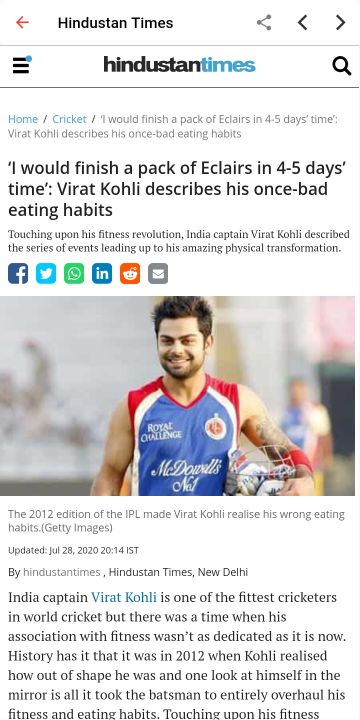 Hindustan Times
hindustantimes
Home / Cricket / ‘I would finish a pack of Eclairs in 4-5 days’ time’:
Virat Kohli describes his once-bad eating habits
‘I would finish a pack of Eclairs in 4-5 days’
time’: Virat Kohli describes his once-bad
eating habits
Touching upon his fitness revolution, India captain Virat Kohli described
the series of events leading up to his amazing physical transformation.
ROYAL
CHALLENGE
McDowell's
No1
The 2012 edition of the IPL made Virat Kohli realise his wrong eating
habits.(Getty Images)
Updated: Jul 28, 2020 20:14 IST
By hindustantimes , Hindustan Times, New Delhi
India captain Virat Kohli is one of the fittest cricketers
in world cricket but there was a time when his
association with fitness wasn’t as dedicated as it is now.
History has it that it was in 2012 when Kohli realised
how out of shape he was and one look at himself in the
mirror is all it took the batsman to entirely overhaul his
fitness and eating habits. Touching upon his fitness